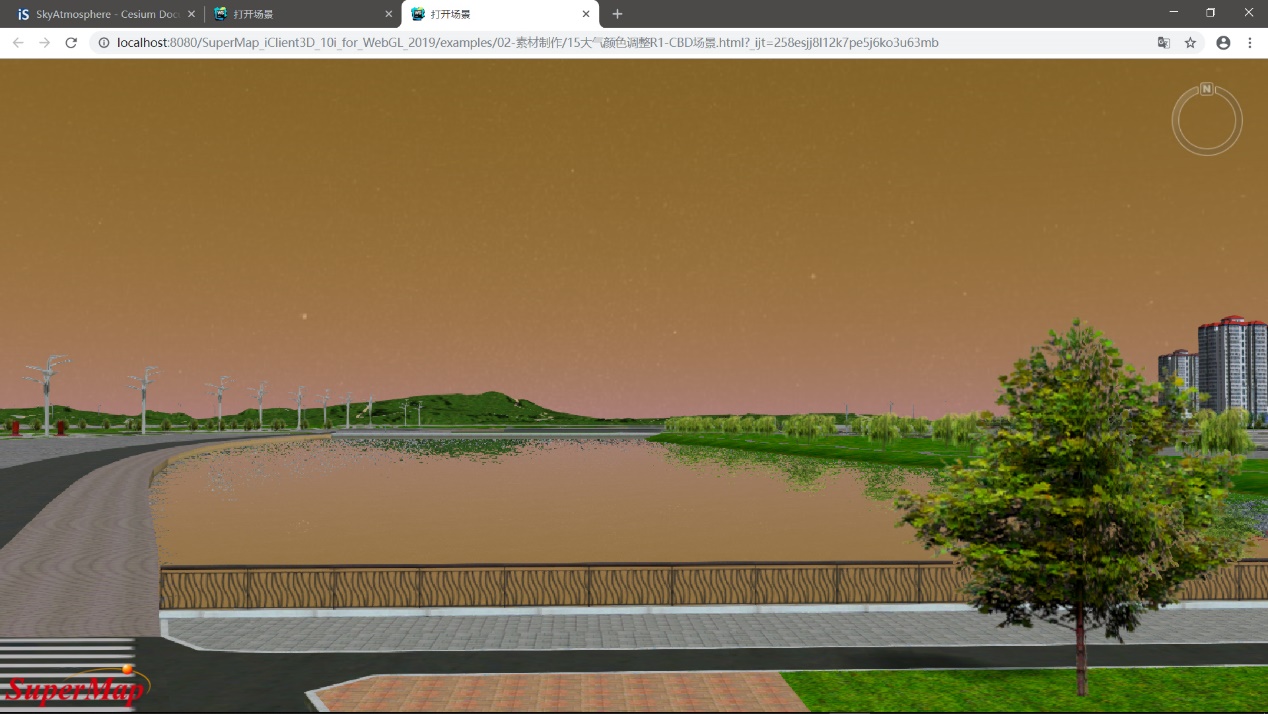 SkyAtmosphere - Cesium Doc
打开场景
打开场景
localhost:8080/SuperMap_iClient3D_10i_for_WebGL_2019/examples/02-素材制作/15大气颜色调整R1-CBD场景.html?_ijt=258esjj8l12k7pe5j6ko3u63mb
N
SuperMap